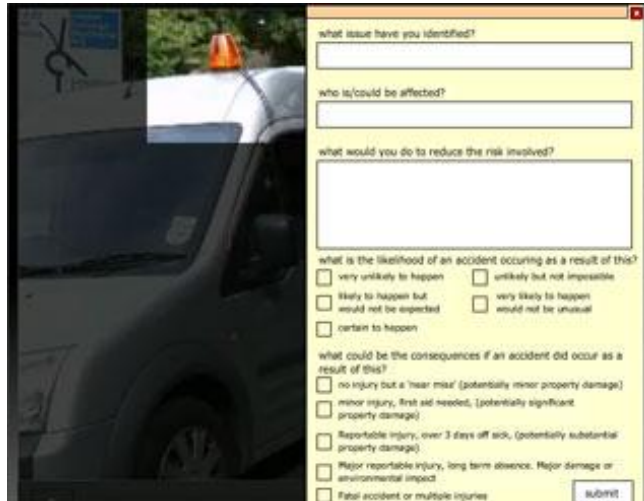 what issue have you identified?
who is/could be affected?
what would you do to reduce the risk involved?
what is the likelihood of an accident occuring as a result of this?
very unlikely to happen
unlikely but not impossible
likely to happen but
would not be expected
very likely to happen
would not be unusual
certain to happen
what could be the consequences if an accident did occur as a
result of this?
no injury but a 'near miss' (potentially minor property damage)
minor injury, first aid needed, (potentially significant
property damage)
Reportable injury, over 3 days off sick, (potentially substantial
property damage)
Major reportable injury, long term absence. Major damage or
environmental impact
Fatal accident or multiple injuries
submit